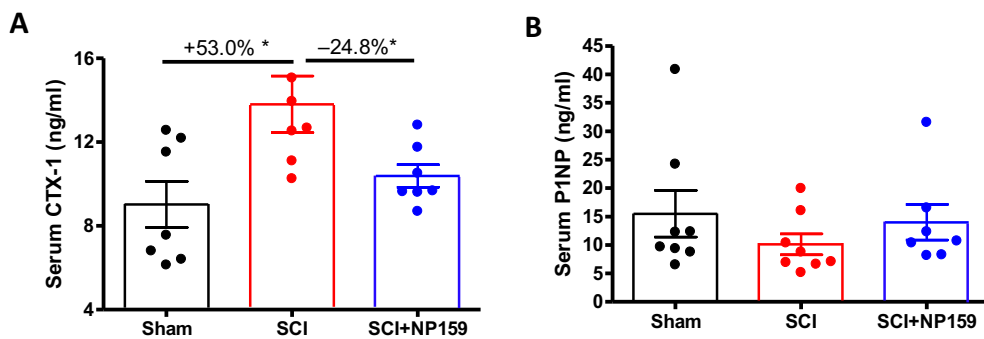 A
+53.0% *
–24.8%*
Serum CTX-1 (ng/ml)
16
12
8
4
Sham
SCI
SCI+NP159
B
Serum P1NP (ng/ml)
45
40
35
30
25
20
15
10
5
0
Sham
SCI
SCI+NP159